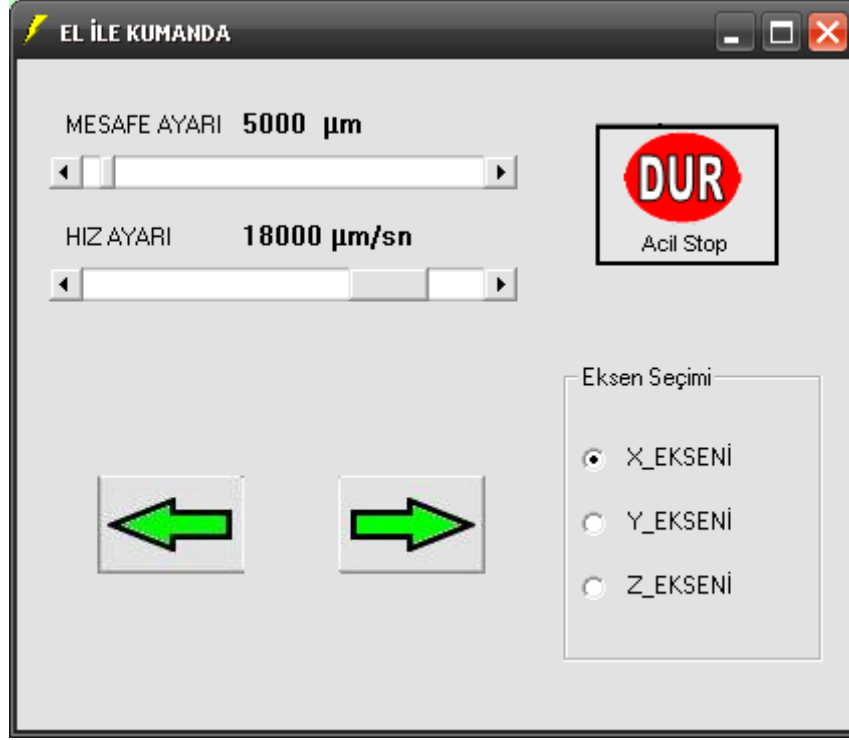 EL İLE KUMANDA
MESAFE AYARI 5000 µm
HIZ AYARI 18000 µm/sn
DUR
Acil Stop
Eksen Seçimi
X_EKSENİ
Y_EKSENİ
Z_EKSENİ